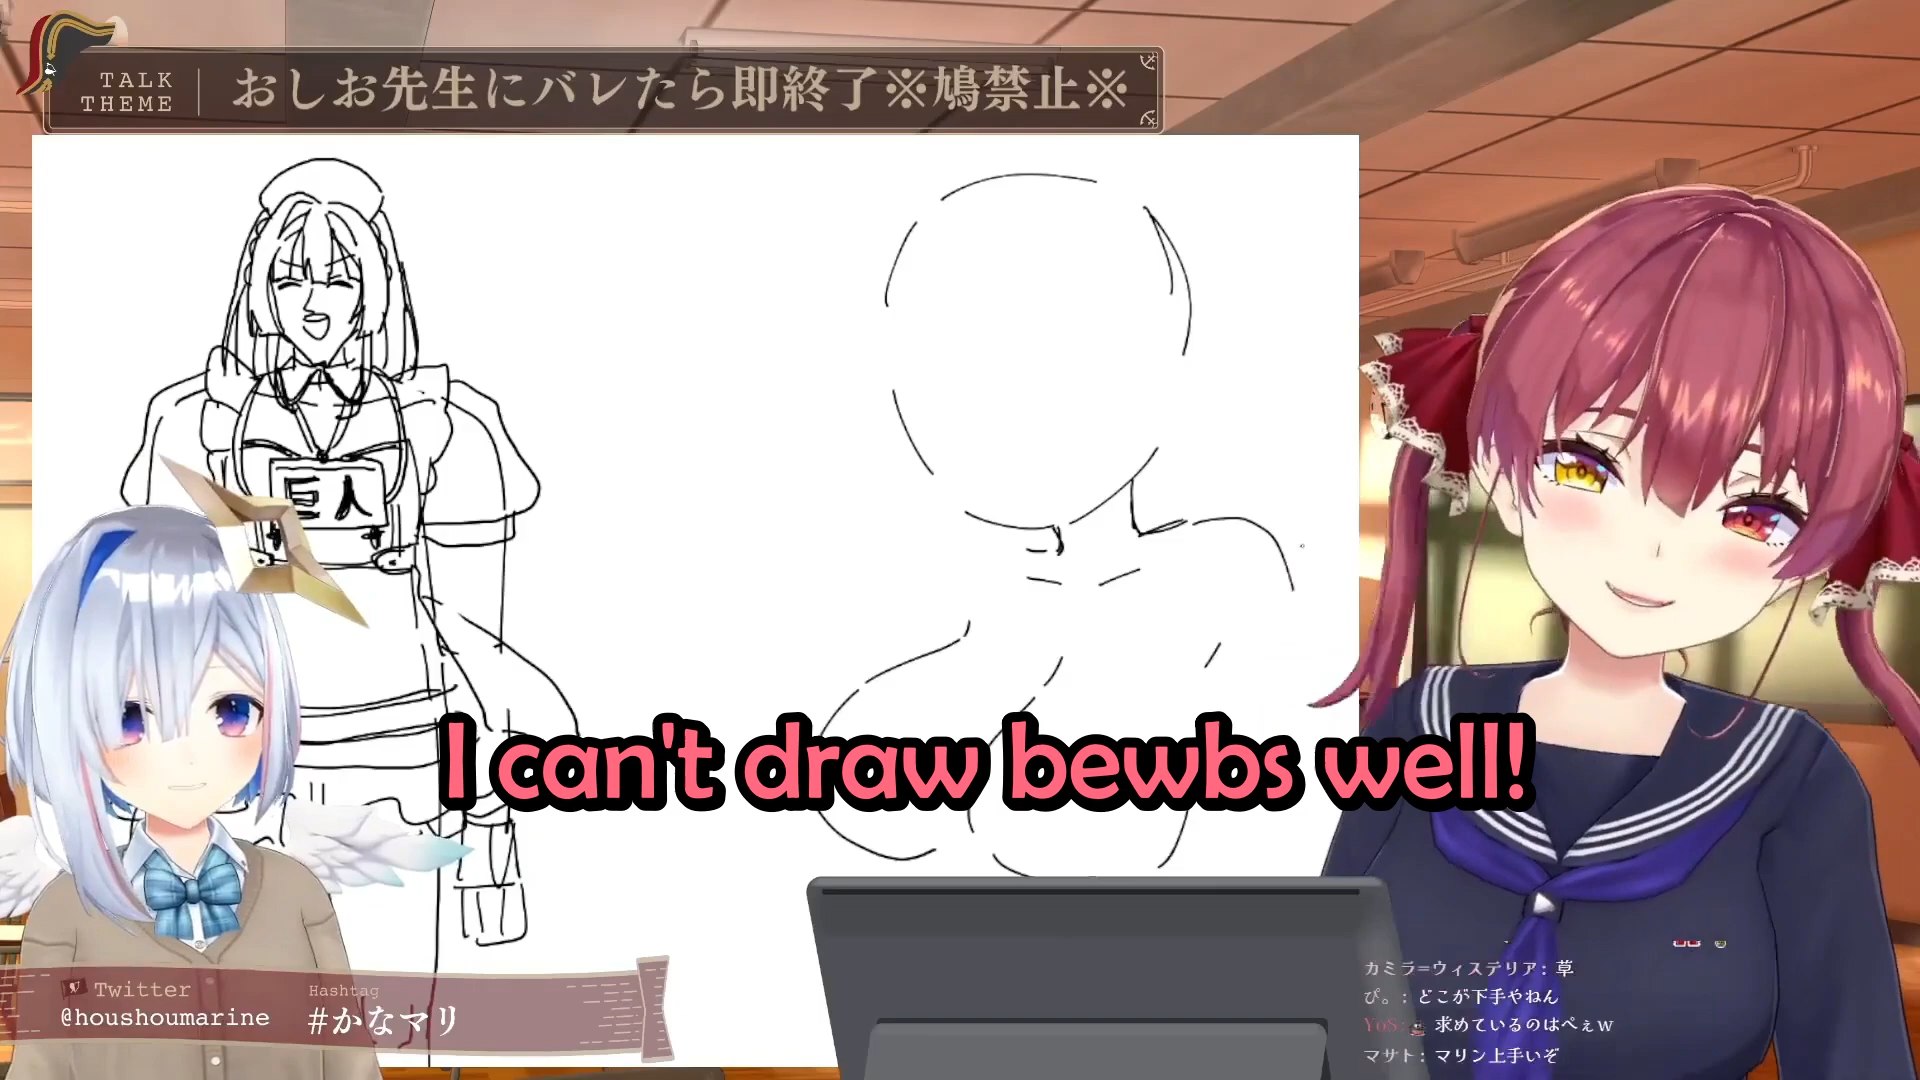 TALK
THEME
おしお先生にバレたら即終了※鳩禁止※
巨人
I can't draw bewbs well!
Twitter
@houshoumarine
Hashtag
#かなマリ
カミラ=ウィステリア: 草
ぴ。: どこが下手やねん
YoS: 求めているのはぺぇw
マサト: マリン上手いぞ